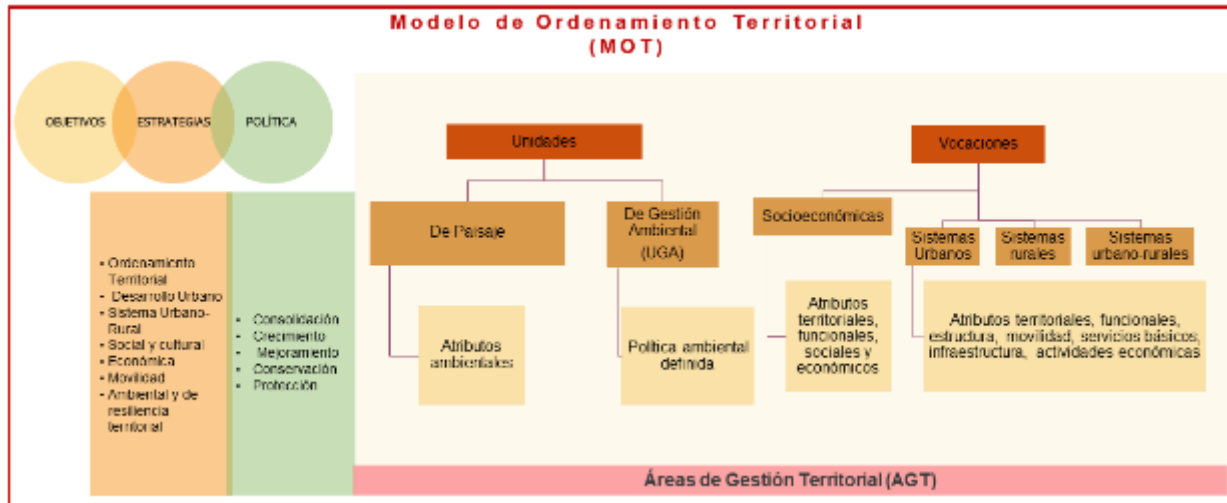 Modelo de Ordenamiento Territorial
(MOT)
OBJETIVOS
ESTRATEGIAS
POLÍTICA
• Ordenamiento
Territorial
• Desarrollo Urbano
• Sistema Urbano-
Rural
• Social y cultural
• Económica
• Movilidad
• Ambiental y de
resiliencia
territorial
• Consolidación
• Crecimiento
• Mejoramiento
• Conservación
• Protección
Unidades
De Paisaje
De Gestión
Ambiental
(UGA)
Atributos
ambientales
Política ambiental
definida
Vocaciones
Socioeconómicas
Sistemas
Urbanos
Sistemas
rurales
Sistemas
urbano-rurales
Atributos
territoriales,
funcionales,
sociales y
económicos
Atributos territoriales, funcionales,
estructura, movilidad, servicios básicos,
infraestructura, actividades económicas
Áreas de Gestión Territorial (AGT)